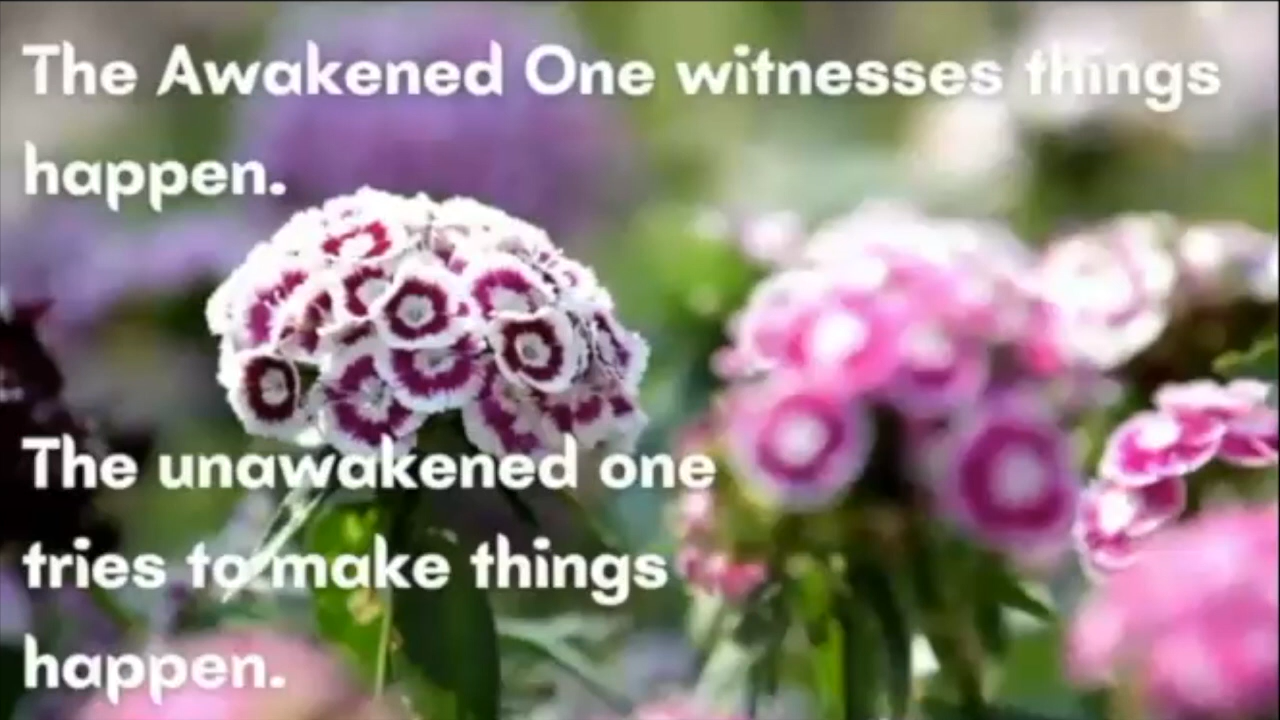 The Awakened One witnesses things
happen.
The unawakened one
tries to make things
happen.